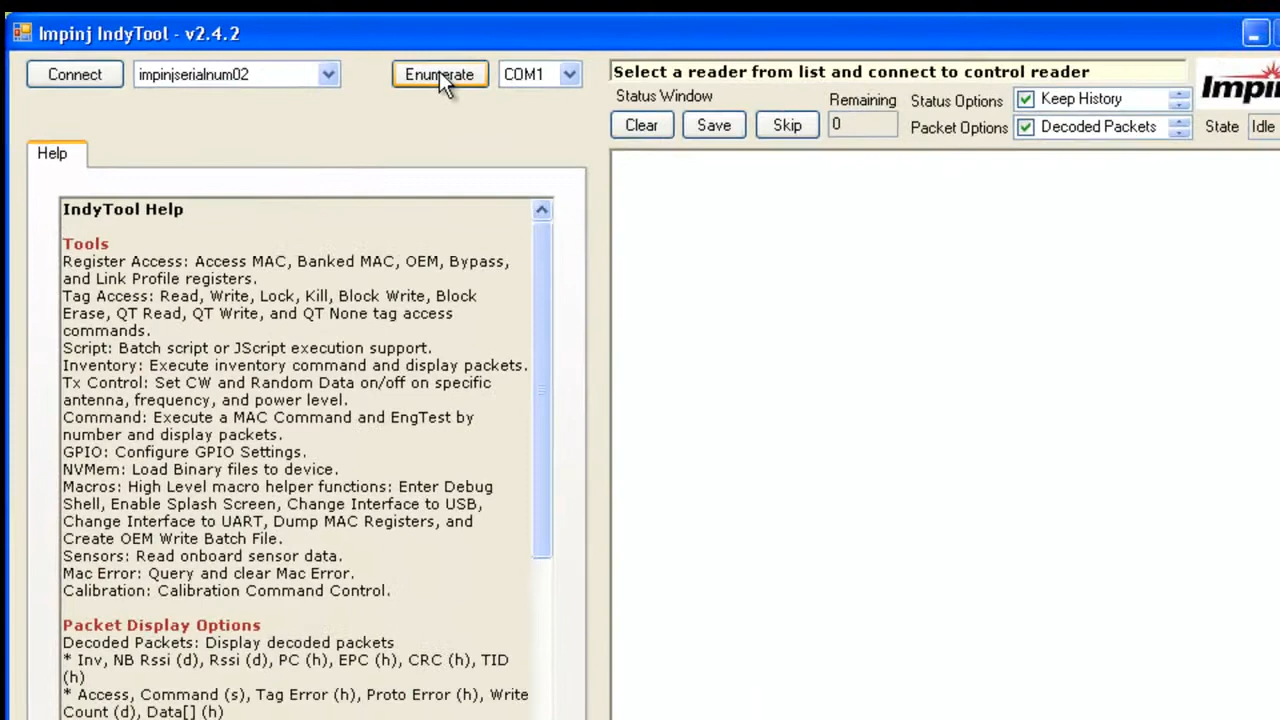 Impinj IndyTool - v2.4.2
Connect
impinjserialnum02
Enumerate
COM1
Select a reader from list and connect to control reader
Status Window
Remaining
Status Options
Keep History
Clear
Save
Skip
0
Packet Options
Decoded Packets
State
Idle
Help
IndyTool Help
Tools
Register Access: Access MAC, Banked MAC, OEM, Bypass,
and Link Profile registers.
Tag Access: Read, Write, Lock, Kill, Block Write, Block
Erase, QT Read, QT Write, and QT None tag access
commands.
Script: Batch script or JScript execution support.
Inventory: Execute inventory command and display packets.
Tx Control: Set CW and Random Data on/off on specific
antenna, frequency, and power level.
Command: Execute a MAC Command and EngTest by
number and display packets.
GPIO: Configure GPIO Settings.
NVMem: Load Binary files to device.
Macros: High Level macro helper functions: Enter Debug
Shell, Enable Splash Screen, Change Interface to USB,
Change Interface to UART, Dump MAC Registers, and
Create OEM Write Batch File.
Sensors: Read onboard sensor data.
Mac Error: Query and clear Mac Error.
Calibration: Calibration Command Control.
Packet Display Options
Decoded Packets: Display decoded packets
* Inv, NB Rssi (d), Rssi (d), PC (h), EPC (h), CRC (h), TID
(h)
* Access, Command (s), Tag Error (h), Proto Error (h), Write
Count (d), Data[] (h)